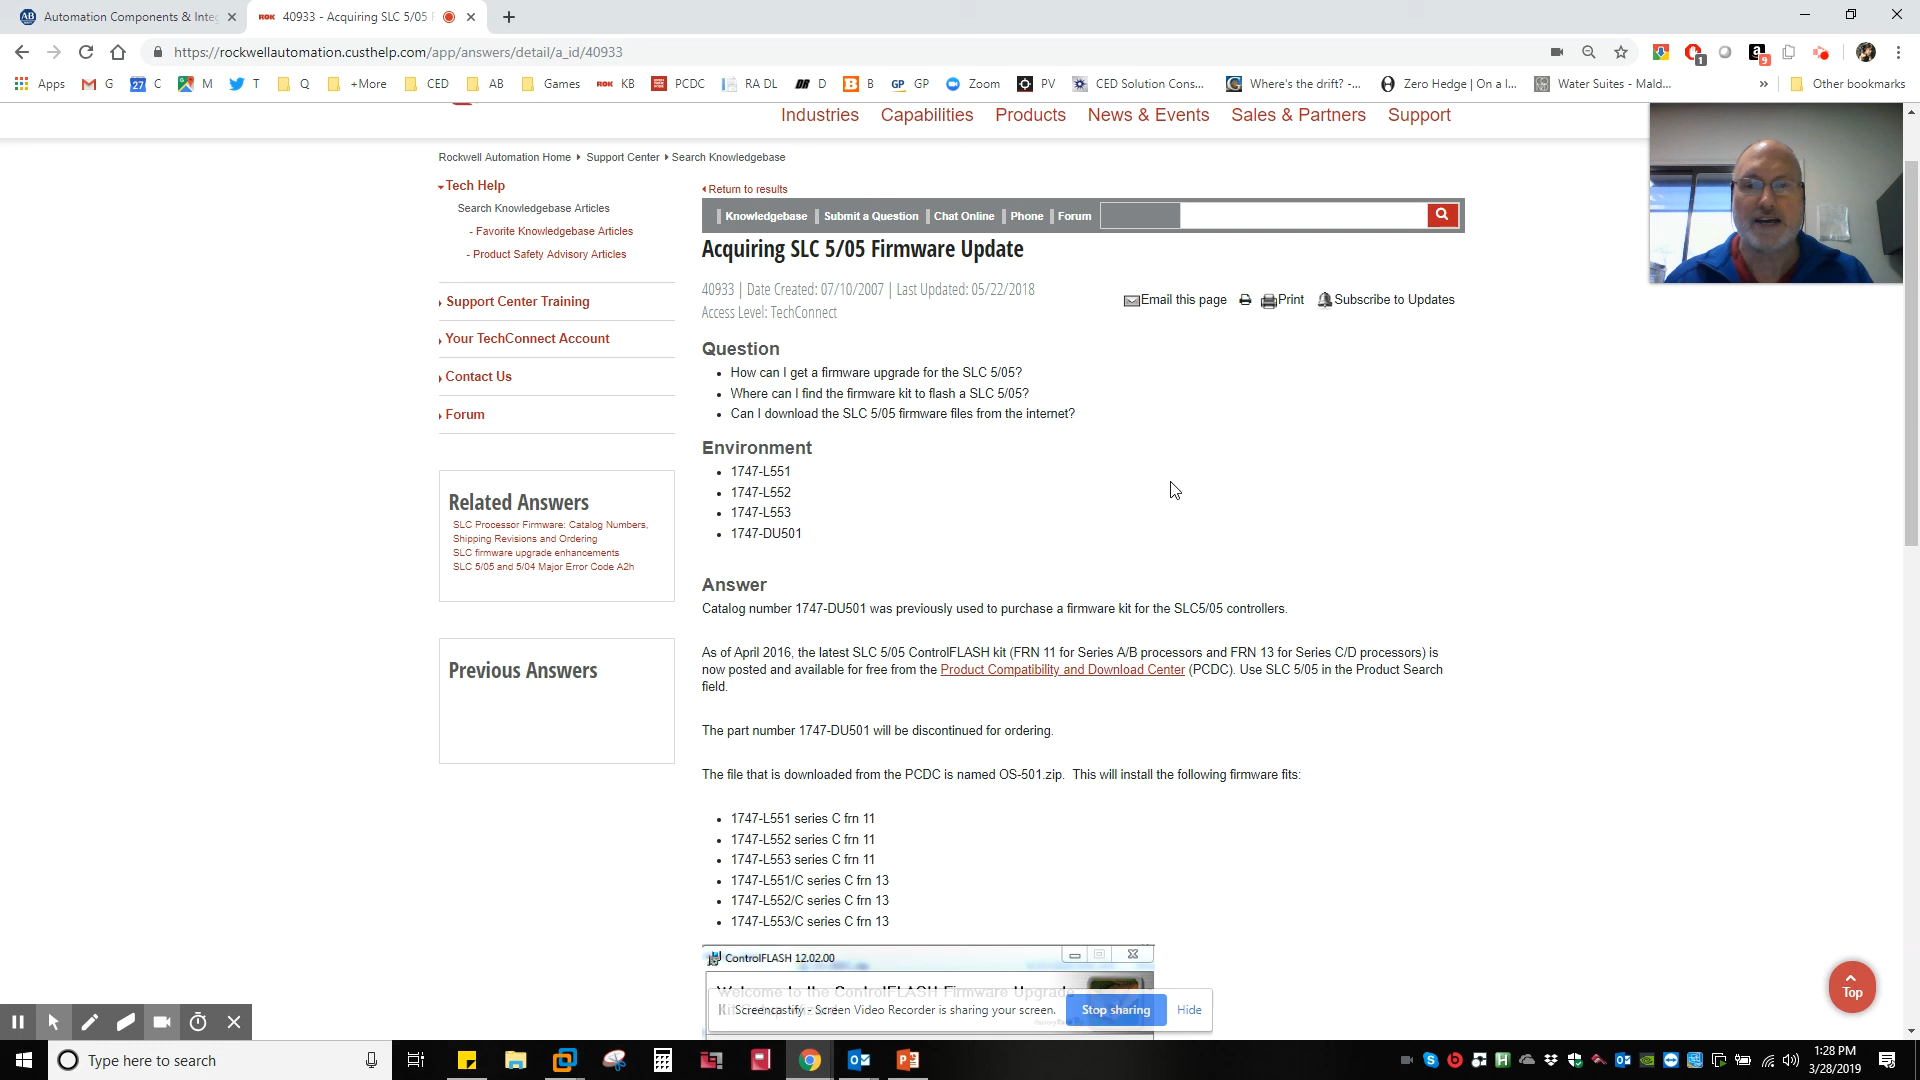 Automation Components & Inte
40933 - Acquiring SLC 5/05 F
https://rockwellautomation.custhelp.com/app/answers/detail/a_id/40933
Apps G C M T Q +More CED AB Games KB PCDC RA DL D B GP Zoom PV CED Solution Cons... Where's the drift? -... Zero Hedge | On a l... Water Suites - Mald... » Other bookmarks
Industries Capabilities Products News & Events Sales & Partners Support
Rockwell Automation Home Support Center Search Knowledgebase
Tech Help
Search Knowledgebase Articles
- Favorite Knowledgebase Articles
- Product Safety Advisory Articles
Support Center Training
Your TechConnect Account
Contact Us
Forum
Related Answers
SLC Processor Firmware: Catalog Numbers,
Shipping Revisions and Ordering
SLC firmware upgrade enhancements
SLC 5/05 and 5/04 Major Error Code A2h
Previous Answers
Return to results
Knowledgebase Submit a Question Chat Online Phone Forum
Acquiring SLC 5/05 Firmware Update
40933 | Date Created: 07/10/2007 | Last Updated: 05/22/2018
Access Level: TechConnect
Email this page Print Subscribe to Updates
Question
• How can I get a firmware upgrade for the SLC 5/05?
• Where can I find the firmware kit to flash a SLC 5/05?
• Can I download the SLC 5/05 firmware files from the internet?
Environment
• 1747-L551
• 1747-L552
• 1747-L553
• 1747-DU501
Answer
Catalog number 1747-DU501 was previously used to purchase a firmware kit for the SLC5/05 controllers.
As of April 2016, the latest SLC 5/05 ControlFLASH kit (FRN 11 for Series A/B processors and FRN 13 for Series C/D processors) is
now posted and available for free from the Product Compatibility and Download Center (PCDC). Use SLC 5/05 in the Product Search
field.
The part number 1747-DU501 will be discontinued for ordering.
The file that is downloaded from the PCDC is named OS-501.zip. This will install the following firmware fits:
• 1747-L551 series C frn 11
• 1747-L552 series C frn 11
• 1747-L553 series C frn 11
• 1747-L551/C series C frn 13
• 1747-L552/C series C frn 13
• 1747-L553/C series C frn 13
ControlFLASH 12.02.00
Welcome to the ControlFLASH Firmware Upgrade
Screencastify - Screen Video Recorder is sharing your screen. Stop sharing Hide
Top
Type here to search
1:28 PM
3/28/2019